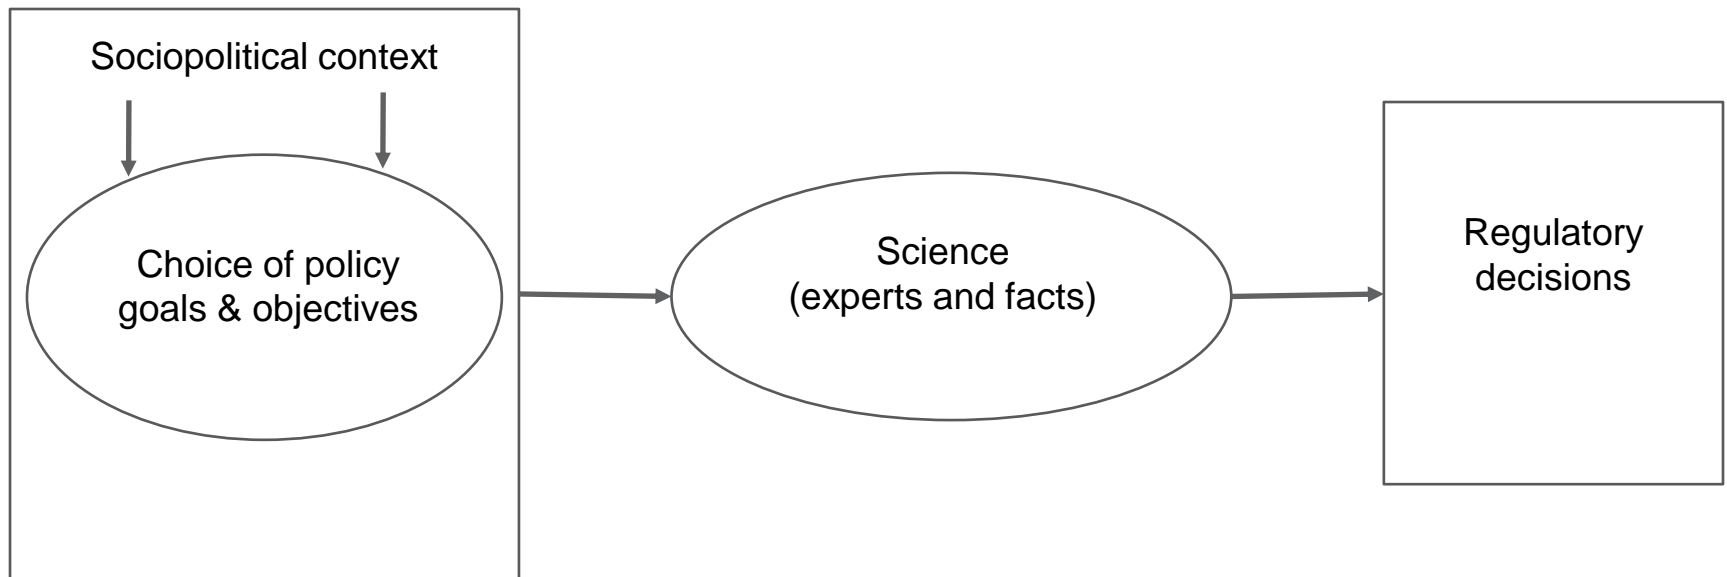 Sociopolitical context
Choice of policy
goals & objectives
Science
(experts and facts)
Regulatory
decisions